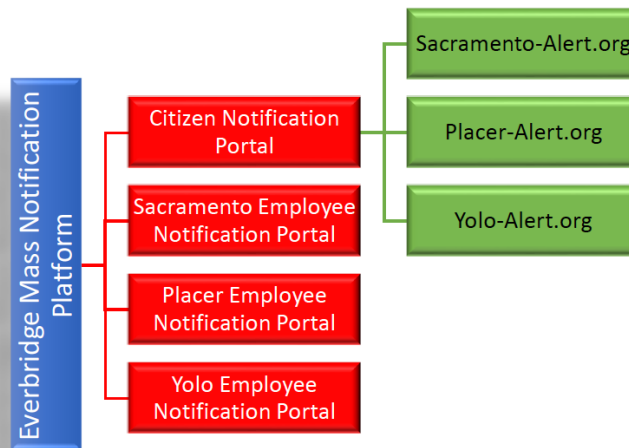 Everbridge Mass Notification
Platform
Citizen Notification
Portal
Sacramento Employee
Notification Portal
Placer Employee
Notification Portal
Yolo Employee
Notification Portal
Sacramento-Alert.org
Placer-Alert.org
Yolo-Alert.org